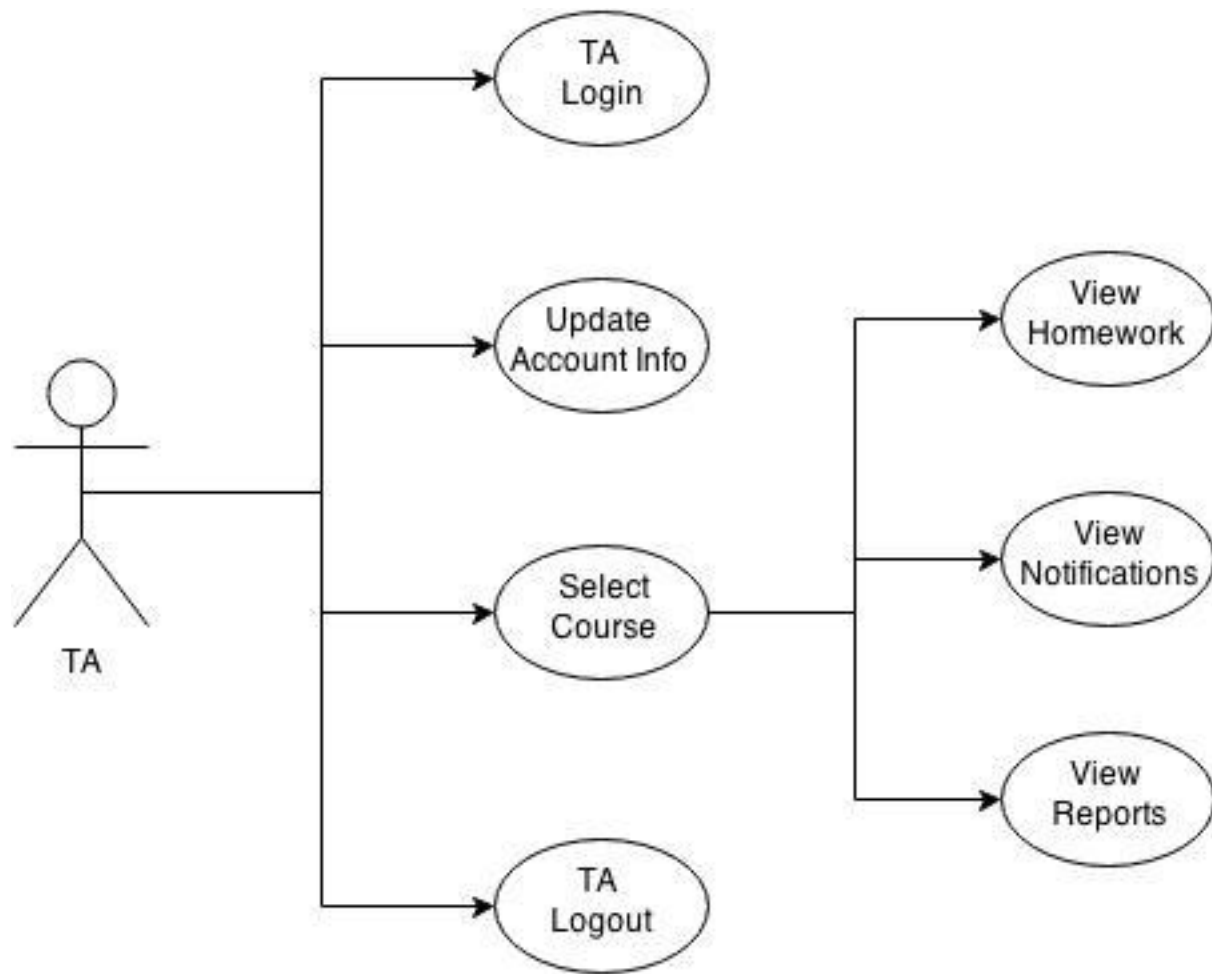 TA
Login
Update
Account Info
View
Homework
View
Notifications
Select
Course
TA
View
Reports
TA
Logout